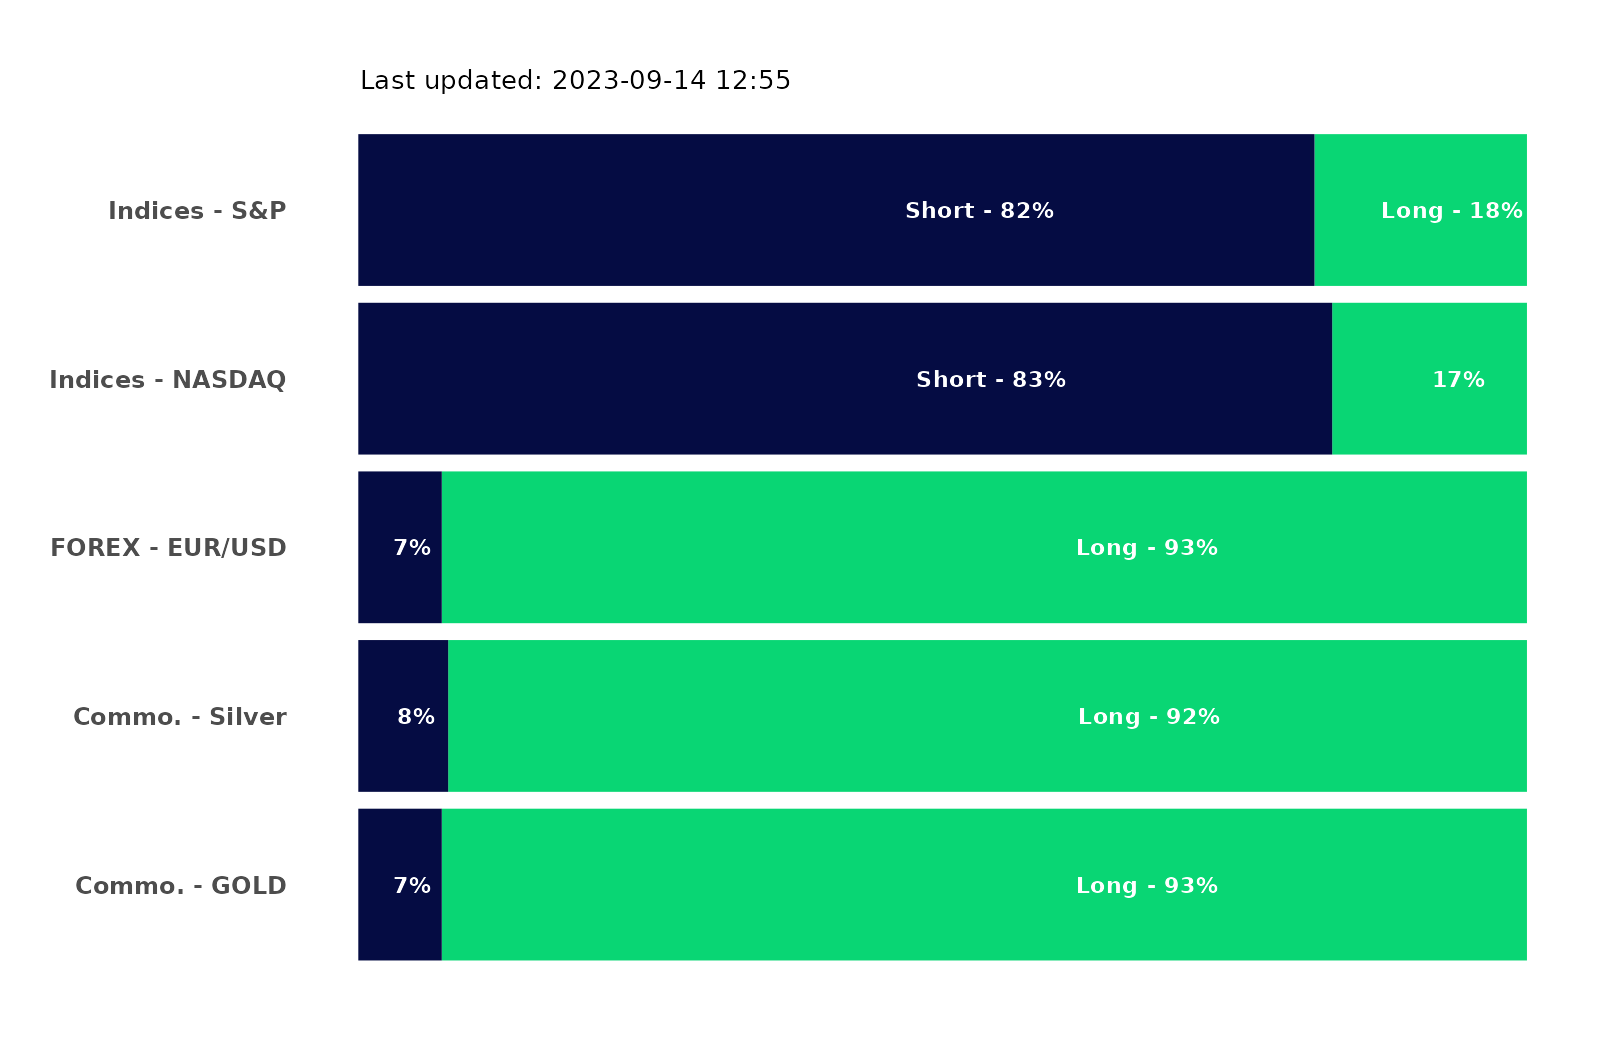 Last updated: 2023-09-14 12:55
Indices - S&P Short - 82% Long - 18%
Indices - NASDAQ Short - 83% 17%
FOREX - EUR/USD 7% Long - 93%
Commo. - Silver 8% Long - 92%
Commo. - GOLD 7% Long - 93%